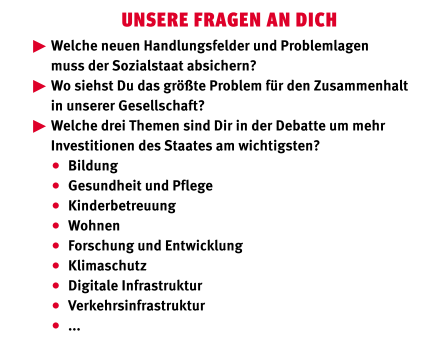 UNSERE FRAGEN AN DICH
▶ Welche neuen Handlungsfelder und Problemlagen
muss der Sozialstaat absichern?
▶ Wo siehst Du das größte Problem für den Zusammenhalt
in unserer Gesellschaft?
▶ Welche drei Themen sind Dir in der Debatte um mehr
Investitionen des Staates am wichtigsten?
• Bildung
• Gesundheit und Pflege
• Kinderbetreuung
• Wohnen
• Forschung und Entwicklung
• Klimaschutz
• Digitale Infrastruktur
• Verkehrsinfrastruktur
• ...